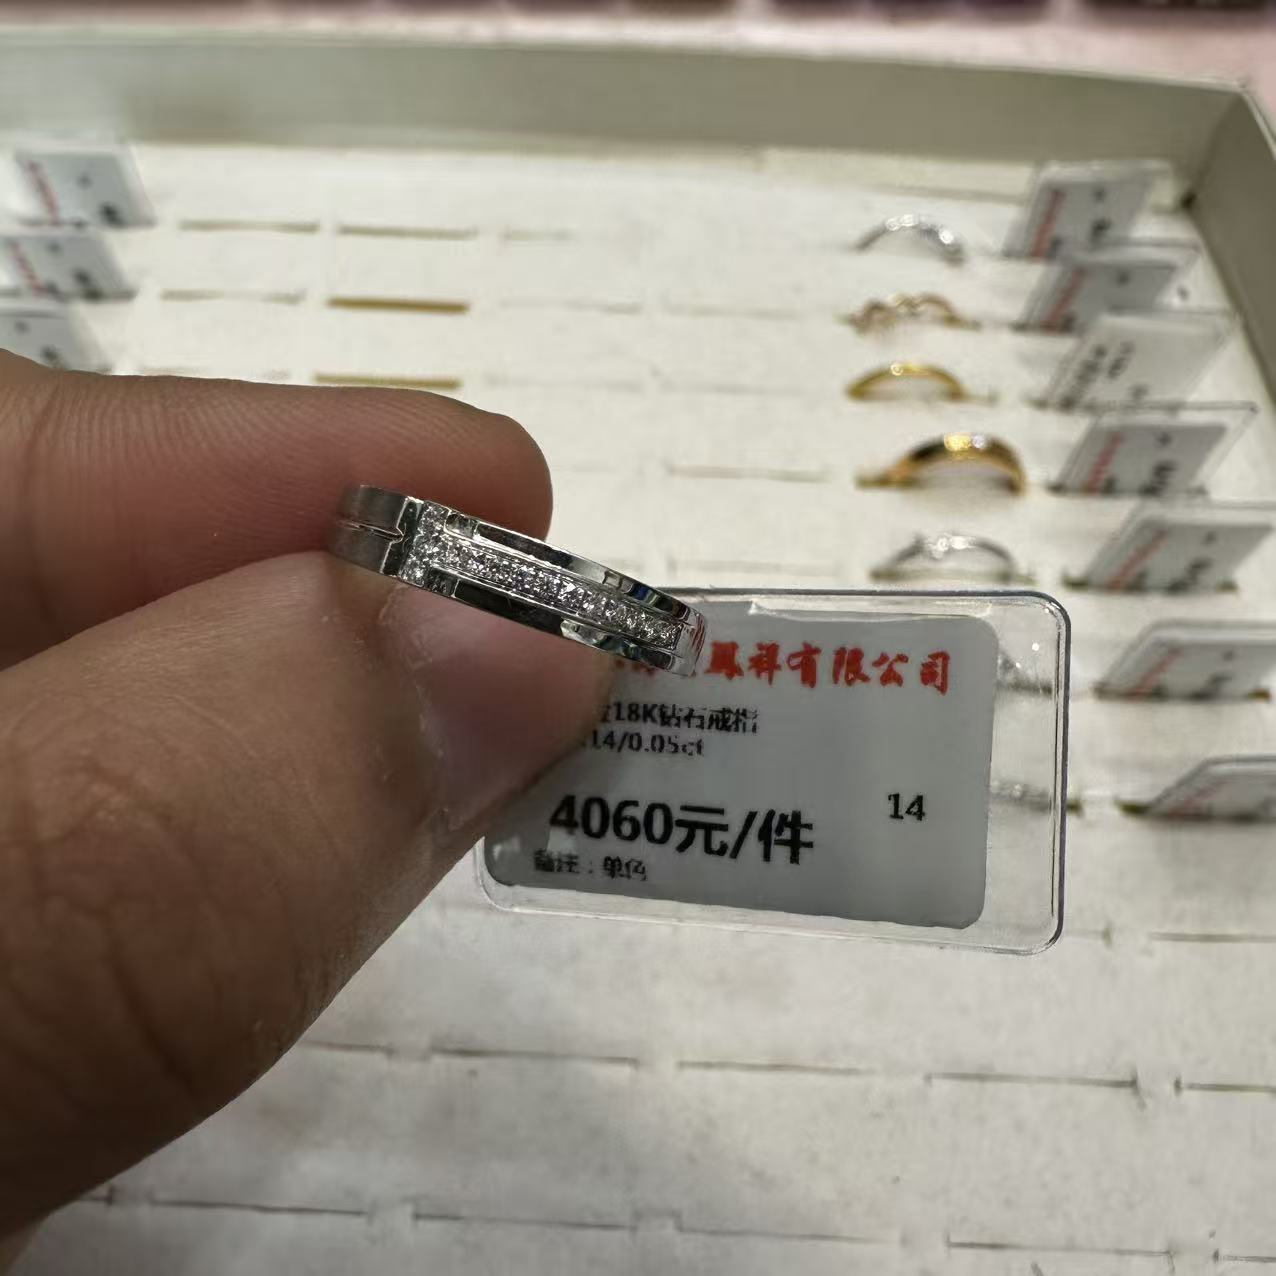 鳳祥有限公司
18K钻石戒指
14/0.05ct
4060元/件
14
备注：单件